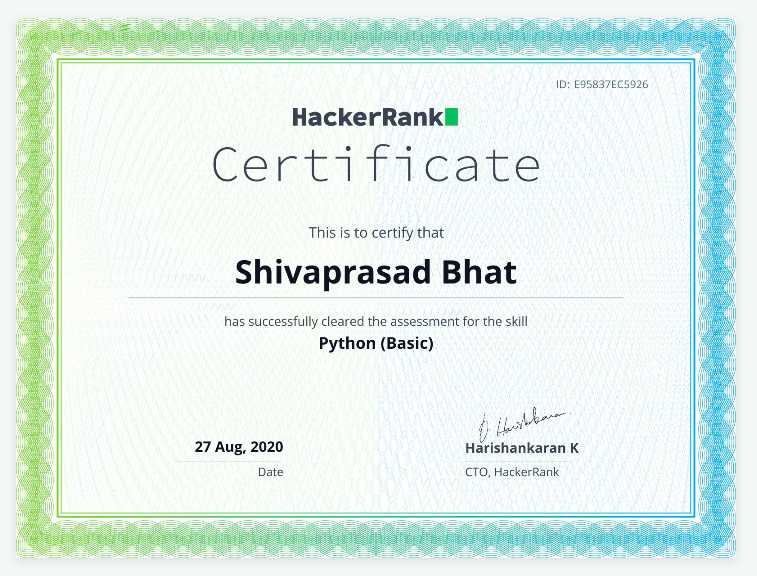 ID: E95837EC5926
HackerRank
Certificate
This is to certify that
Shivaprasad Bhat
has successfully cleared the assessment for the skill
Python (Basic)
27 Aug, 2020
Date
Harishankaran K
CTO, HackerRank